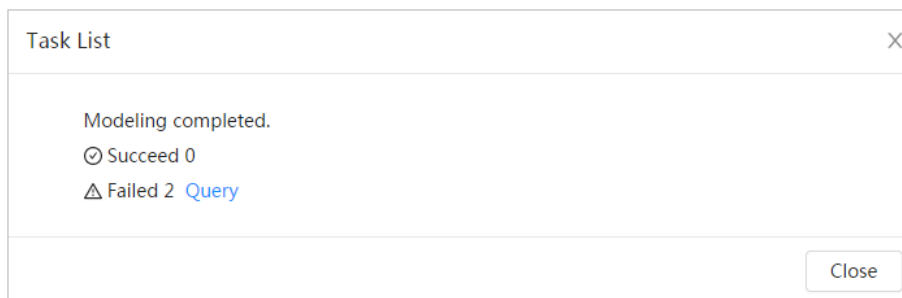 Task List
Modeling completed.
Succeed 0
Failed 2 Query
Close